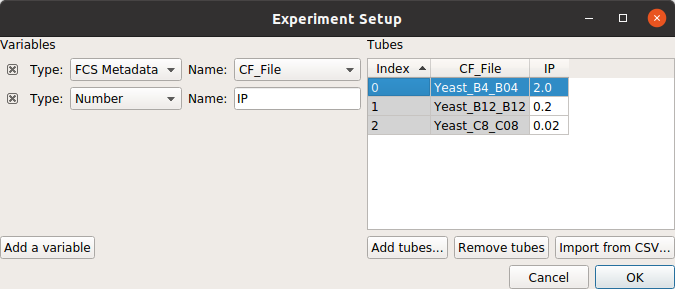 Experiment Setup
Variables
Tubes
Type: FCS Metadata Name: CF_File
Type: Number Name: IP
Index CF_File IP
0 Yeast_B4_B04 2.0
1 Yeast_B12_B12 0.2
2 Yeast_C8_C08 0.02
Add a variable
Add tubes... Remove tubes Import from CSV...
Cancel OK